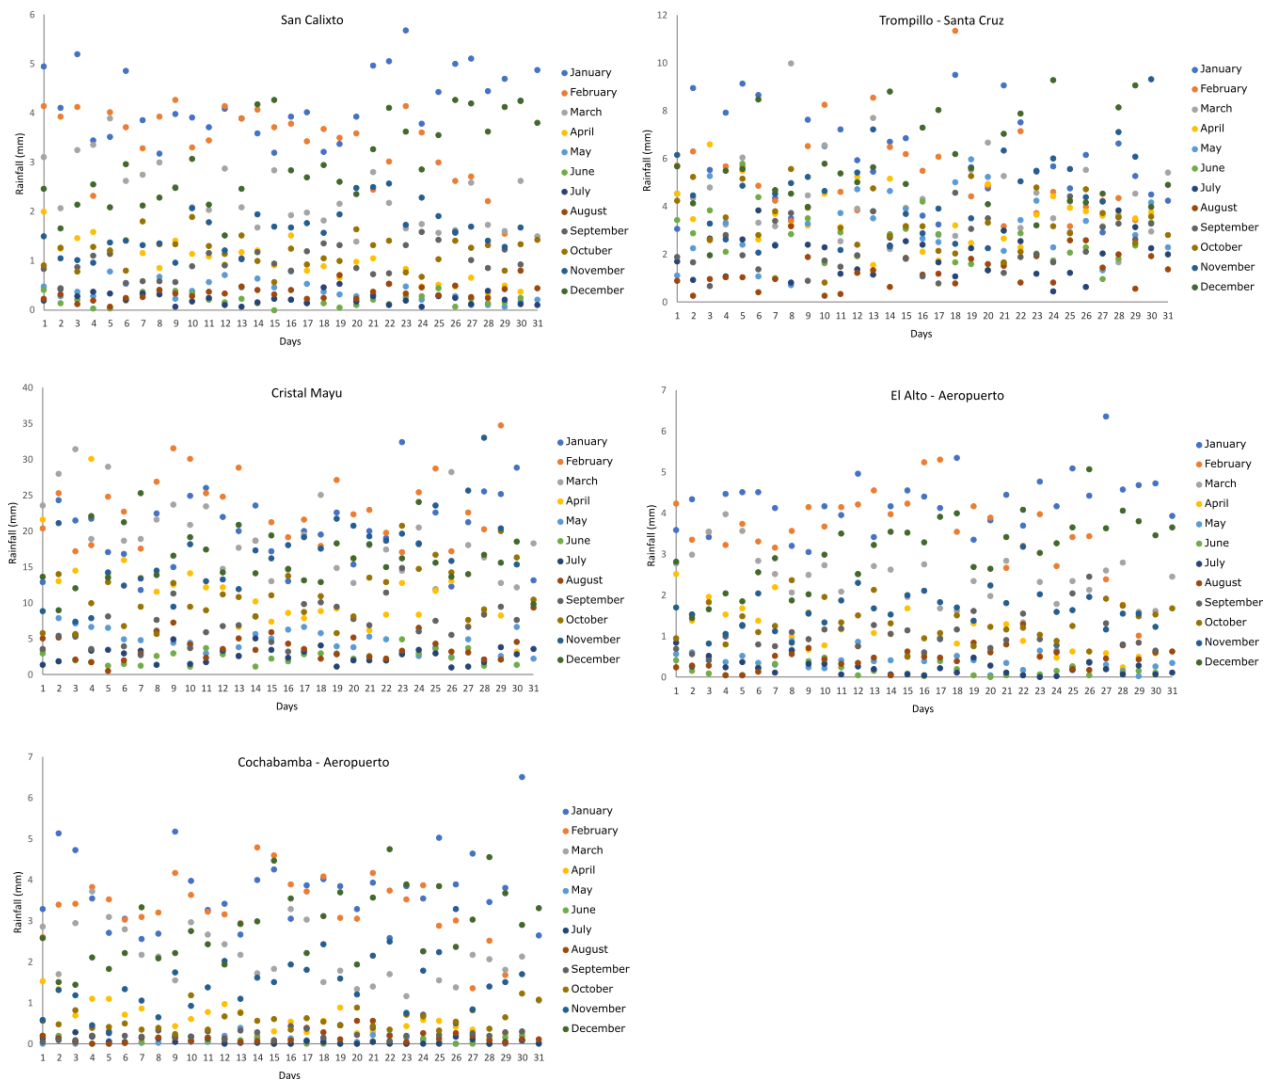 San Calixto
Rainfall (mm)
6
5
4
3
2
1
0
1 2 3 4 5 6 7 8 9 10 11 12 13 14 15 16 17 18 19 20 21 22 23 24 25 26 27 28 29 30 31
Days
January
February
March
April
May
June
July
August
September
Octuber
November
December
Trompillo - Santa Cruz
Rainfall (mm)
12
10
8
6
4
2
0
1 2 3 4 5 6 7 8 9 10 11 12 13 14 15 16 17 18 19 20 21 22 23 24 25 26 27 28 29 30 31
Days
January
February
March
April
May
June
July
August
September
October
November
December
Cristal Mayu
Rainfall (mm)
40
35
30
25
20
15
10
5
0
1 2 3 4 5 6 7 8 9 10 11 12 13 14 15 16 17 18 19 20 21 22 23 24 25 26 27 28 29 30 31
Days
January
February
March
April
May
June
July
August
September
October
November
December
El Alto - Aeropuerto
Rainfall (mm)
7
6
5
4
3
2
1
0
1 2 3 4 5 6 7 8 9 10 11 12 13 14 15 16 17 18 19 20 21 22 23 24 25 26 27 28 29 30 31
Days
January
February
March
April
May
June
July
August
September
October
November
December
Cochabamba - Aeropuerto
Rainfall (mm)
7
6
5
4
3
2
1
0
1 2 3 4 5 6 7 8 9 10 11 12 13 14 15 16 17 18 19 20 21 22 23 24 25 26 27 28 29 30 31
Days
January
February
March
April
May
June
July
August
September
October
November
December